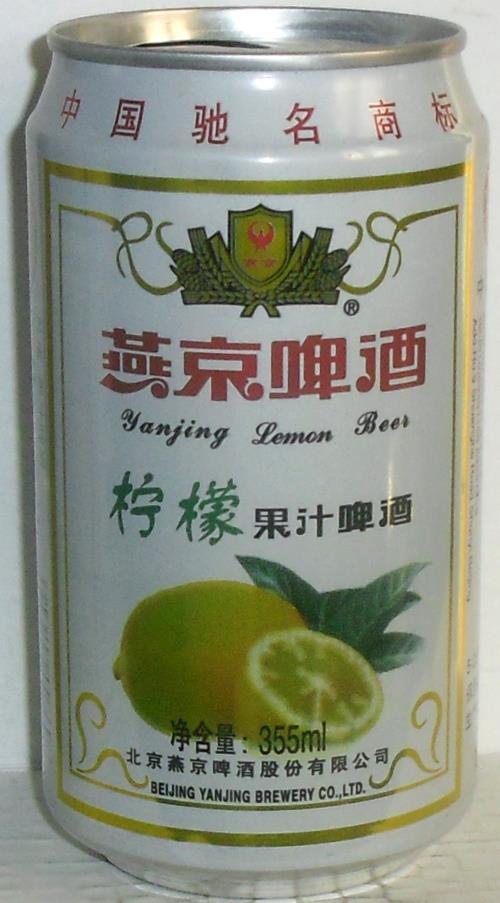 中国驰名商标
燕京
®
燕京啤酒
Yanjing Lemon Beer
柠檬果汁啤酒
净含量: 355ml
北京燕京啤酒股份有限公司
BEIJING YANJING BREWERY CO.,LTD.